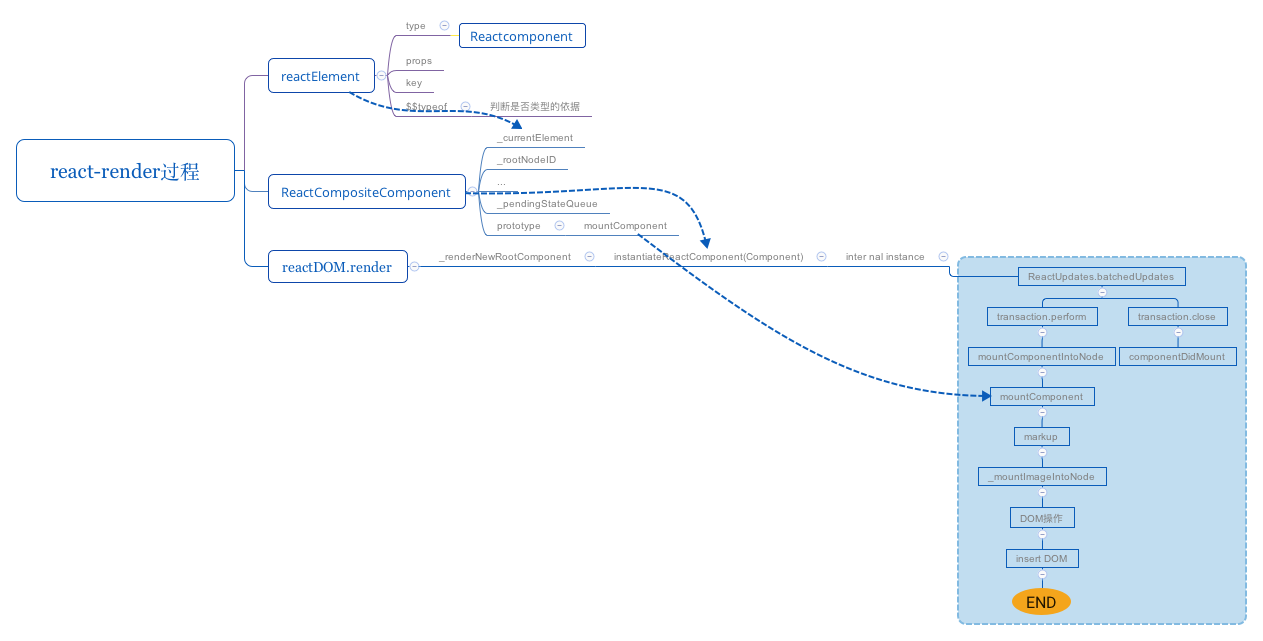 react-render过程
reactElement
type
Reactcomponent
props
key
$$typeof
判断是否类型的依据
ReactCompositeComponent
_currentElement
_rootNodeID
...
_pendingStateQueue
prototype
mountComponent
reactDOM.render
_renderNewRootComponent
instantiateReactComponent(Component)
inter nal instance
ReactUpdates.batchedUpdates
transaction.perform
transaction.close
mountComponentIntoNode
componentDidMount
mountComponent
markup
_mountImageIntoNode
DOM操作
insert DOM
END